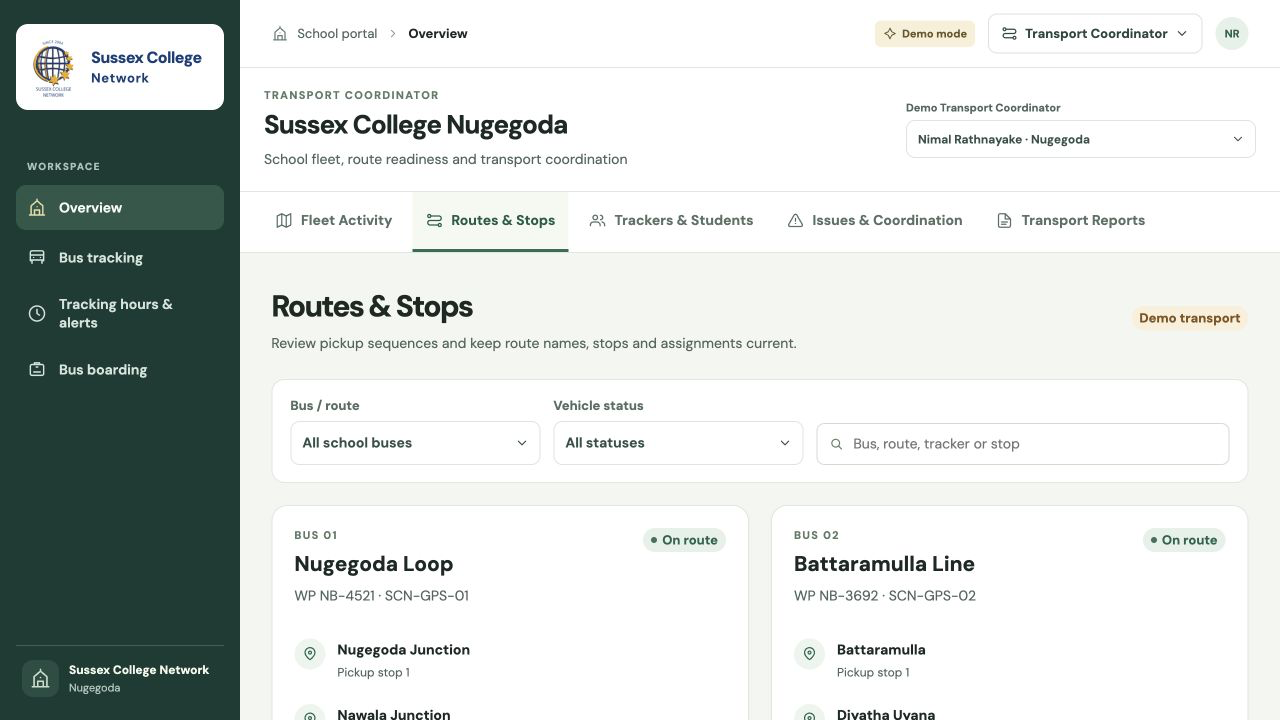 SINCE 2004
SUSSEX COLLEGE
NETWORK
Sussex College
Network
WORKSPACE
Overview
Bus tracking
Tracking hours &
alerts
Bus boarding
Sussex College Network
Nugegoda
School portal
Overview
Demo mode
Transport Coordinator
NR
TRANSPORT COORDINATOR
Sussex College Nugegoda
School fleet, route readiness and transport coordination
Demo Transport Coordinator
Nimal Rathnayake · Nugegoda
Fleet Activity
Routes & Stops
Trackers & Students
Issues & Coordination
Transport Reports
Routes & Stops
Review pickup sequences and keep route names, stops and assignments current.
Demo transport
Bus / route
All school buses
Vehicle status
All statuses
Bus, route, tracker or stop
BUS 01
On route
Nugegoda Loop
WP NB-4521 · SCN-GPS-01
Nugegoda Junction
Pickup stop 1
Nawala Junction
BUS 02
On route
Battaramulla Line
WP NB-3692 · SCN-GPS-02
Battaramulla
Pickup stop 1
Diyatha Uyana